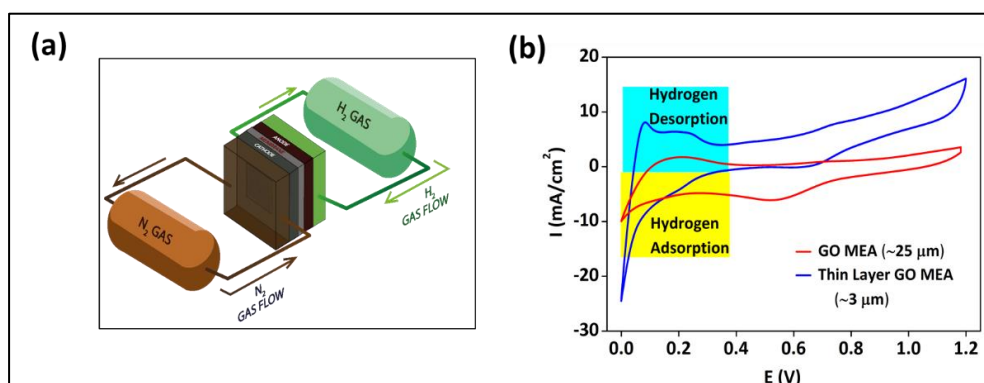 (a)
H₂ GAS
ANODE
CATHODE
H₂
GAS FLOW
N₂ GAS
N₂
GAS FLOW
(b)
20
10
0
-10
-20
-30
I (mA/cm²)
Hydrogen
Desorption
Hydrogen
Adsorption
GO MEA (~25 μm)
Thin Layer GO MEA
(~3 μm)
0.0 0.2 0.4 0.6 0.8 1.0 1.2
E (V)